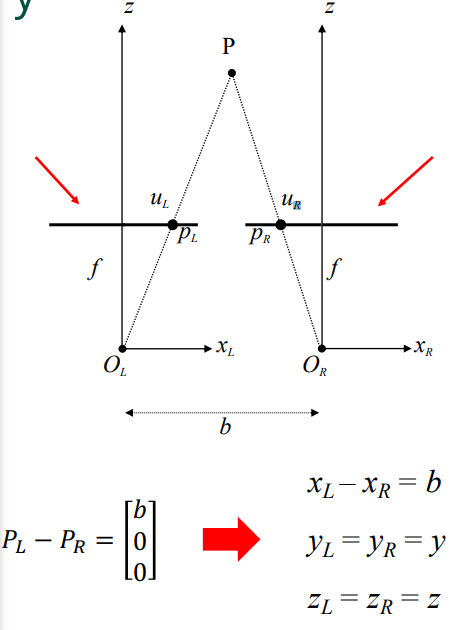 y
z z
P
u_L u_R
p_L p_R
f f
x_L x_R
O_L O_R
b
x_L – x_R = b
P_L − P_R = [b 0 0]
y_L = y_R = y
z_L = z_R = z